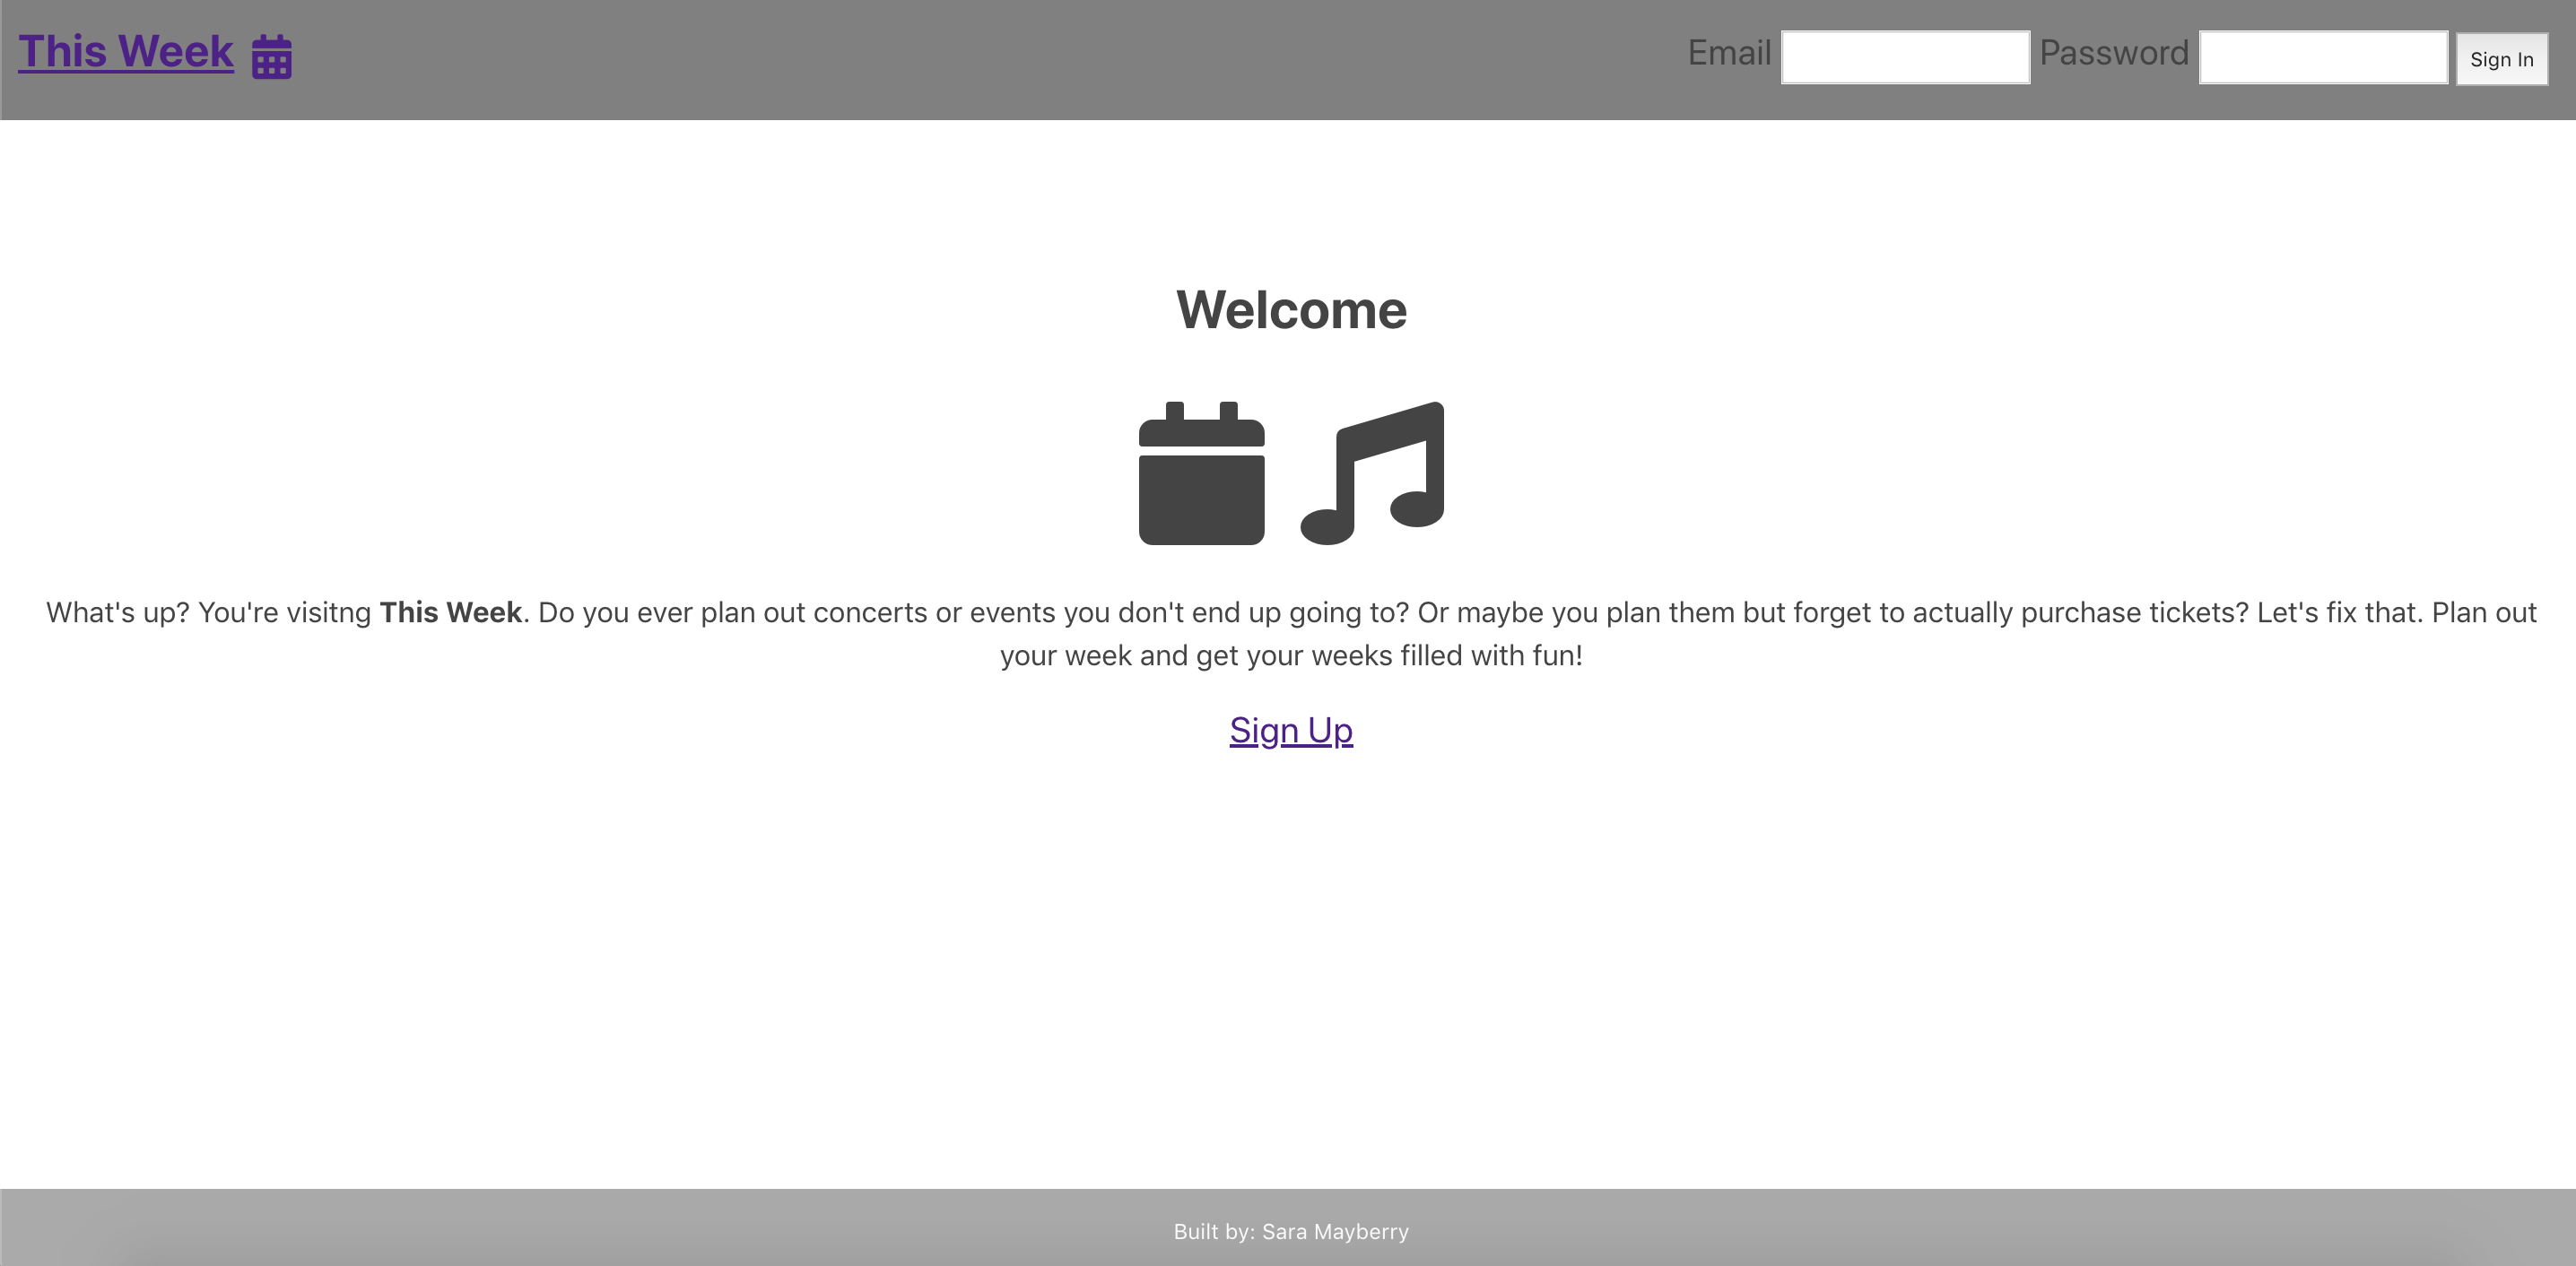 This Week
Email Password Sign In
Welcome
What's up? You're visitng This Week. Do you ever plan out concerts or events you don't end up going to? Or maybe you plan them but forget to actually purchase tickets? Let's fix that. Plan out
your week and get your weeks filled with fun!
Sign Up
Built by: Sara Mayberry